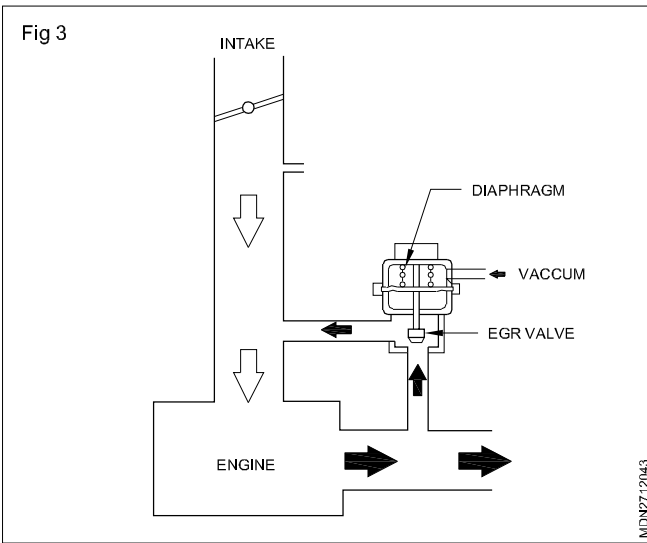 Fig 3
INTAKE
DIAPHRAGM
VACCUM
EGR VALVE
ENGINE
MDN2712043